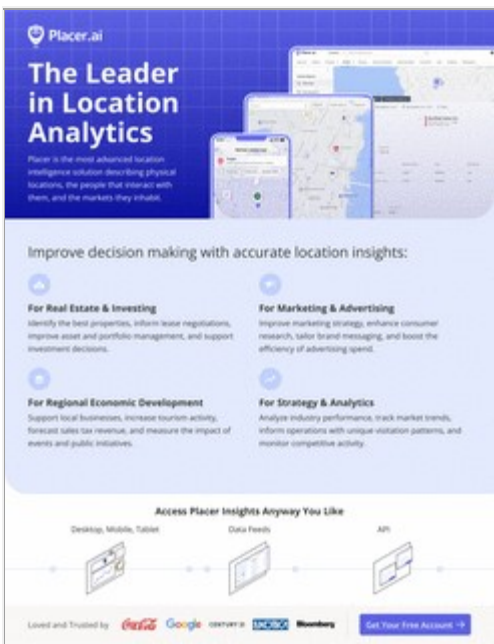 Placer.ai
The Leader
in Location
Analytics
Placer is the most advanced location
intelligence solution describing physical
locations, the people that interact with
them, and the markets they inhabit.
Improve decision making with accurate location insights:
For Real Estate & Investing
Identify the best properties, inform lease negotiations,
improve asset and portfolio management, and support
investment decisions.
For Marketing & Advertising
Improve marketing strategy, enhance consumer
research, tailor brand messaging, and boost the
efficiency of advertising spend.
For Regional Economic Development
Support local businesses, increase tourism activity,
forecast sales tax revenue, and measure the impact of
events and public initiatives.
For Strategy & Analytics
Analyze industry performance, track market trends,
inform operations with unique visitation patterns, and
monitor competitive activity.
Access Placer Insights Anyway You Like
Desktop, Mobile, Tablet
Data Feeds
API
Loved and Trusted by
Coca-Cola
Google
CENTURY 21
Bloomberg
Get Your Free Account →